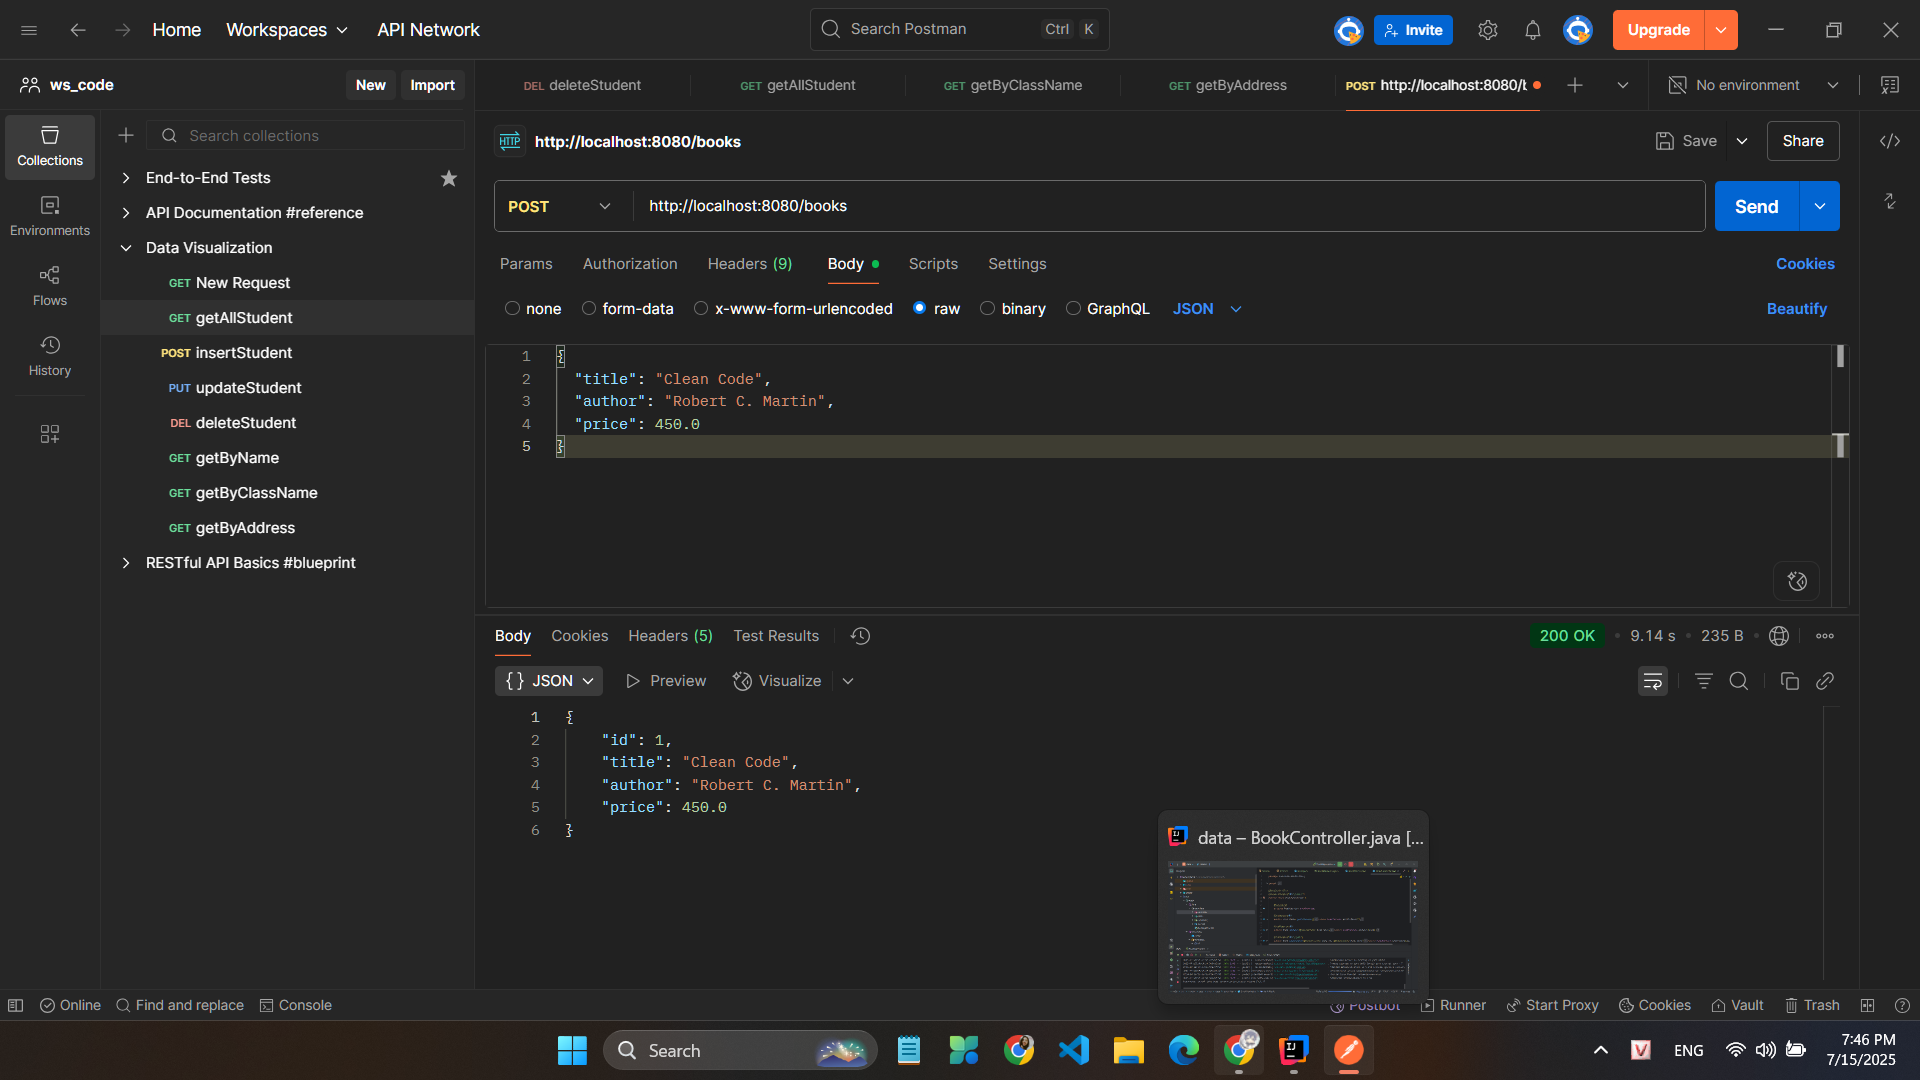 Home
Workspaces
API Network
Search Postman
Ctrl
K
Invite
Upgrade
ws_code
New
Import
DEL deleteStudent
GET getAllStudent
GET getByClassName
GET getByAddress
POST http://localhost:8080/b
No environment
Collections
Environments
Flows
History
Search collections
End-to-End Tests
API Documentation #reference
Data Visualization
GET New Request
GET getAllStudent
POST insertStudent
PUT updateStudent
DEL deleteStudent
GET getByName
GET getByClassName
GET getByAddress
RESTful API Basics #blueprint
HTTP
http://localhost:8080/books
Save
Share
POST
http://localhost:8080/books
Send
Params
Authorization
Headers (9)
Body
Scripts
Settings
Cookies
none
form-data
x-www-form-urlencoded
raw
binary
GraphQL
JSON
Beautify
1 {
2 "title": "Clean Code",
3 "author": "Robert C. Martin",
4 "price": 450.0
5 }
Body
Cookies
Headers (5)
Test Results
200 OK
9.14 s
235 B
{} JSON
Preview
Visualize
1 {
2 "id": 1,
3 "title": "Clean Code",
4 "author": "Robert C. Martin",
5 "price": 450.0
6 }
data – BookController.java [...
Online
Find and replace
Console
Postbot
Runner
Start Proxy
Cookies
Vault
Trash
Search
ENG
7:46 PM
7/15/2025